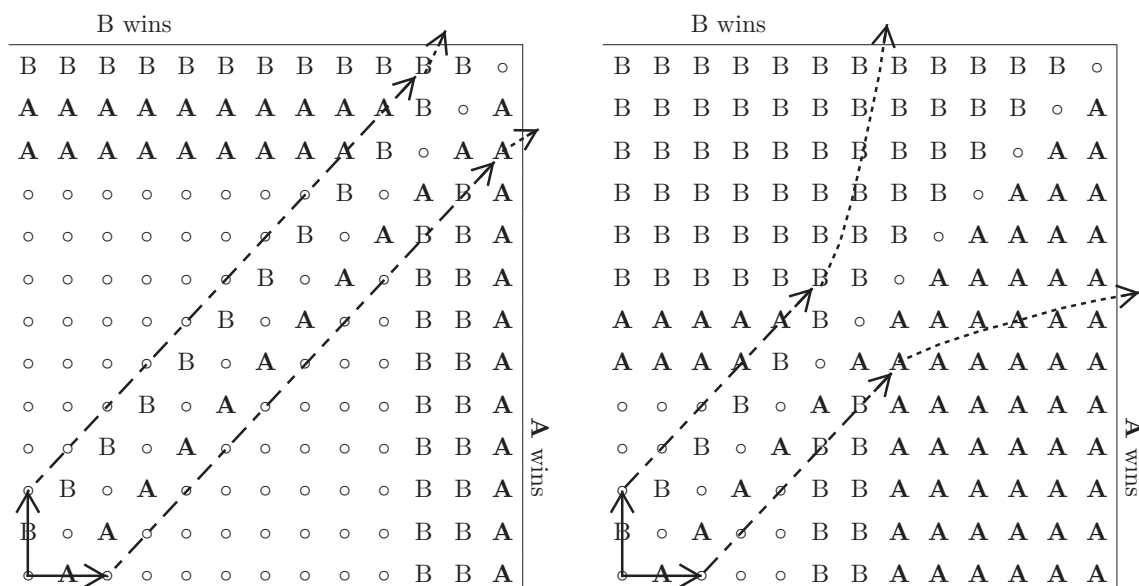 B wins
B B B B B B B B B B B B ∘
A A A A A A A A A A B ∘ A
A A A A A A A A A B ∘ A A
∘ ∘ ∘ ∘ ∘ ∘ ∘ ∘ B ∘ A B A
∘ ∘ ∘ ∘ ∘ ∘ ∘ B ∘ A B B A
∘ ∘ ∘ ∘ ∘ ∘ B ∘ A ∘ B B A
∘ ∘ ∘ ∘ ∘ B ∘ A ∘ ∘ B B A
∘ ∘ ∘ ∘ B ∘ A ∘ ∘ ∘ B B A
∘ ∘ ∘ B ∘ A ∘ ∘ ∘ ∘ B B A
∘ ∘ B ∘ A ∘ ∘ ∘ ∘ ∘ B B A
∘ B ∘ A ∘ ∘ ∘ ∘ ∘ ∘ B B A
B ∘ A ∘ ∘ ∘ ∘ ∘ ∘ ∘ B B A
∘ A ∘ ∘ ∘ ∘ ∘ ∘ ∘ ∘ B B A
A wins
B wins
B B B B B B B B B B B B ∘
B B B B B B B B B B B ∘ A
B B B B B B B B B B ∘ A A
B B B B B B B B B ∘ A A A
B B B B B B B B ∘ A A A A
B B B B B B B ∘ A A A A A
A A A A A B ∘ A A A A A A
A A A A B ∘ A A A A A A A
∘ ∘ ∘ B ∘ A B A A A A A A
∘ ∘ B ∘ A B B A A A A A A
∘ B ∘ A ∘ B B A A A A A A
B ∘ A ∘ ∘ B B A A A A A A
∘ A ∘ ∘ ∘ B B A A A A A A
A wins